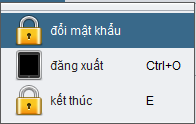 đổi mật khẩu
đăng xuất Ctrl+O
kết thúc E